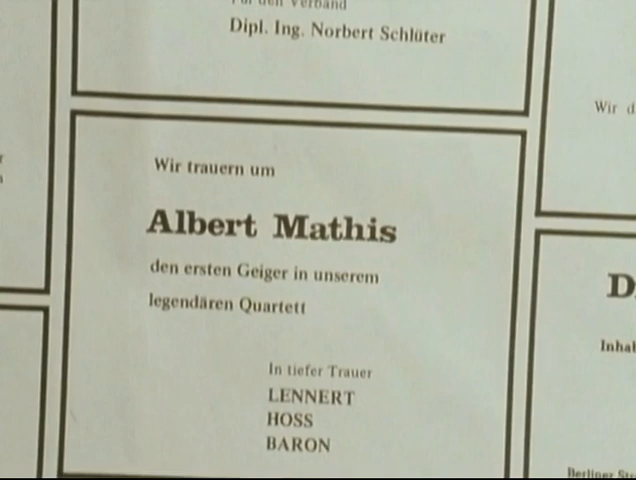 Dipl. Ing. Norbert Schlüter
Wir trauern um
Albert Mathis
den ersten Geiger in unserem
legendären Quartett
In tiefer Trauer
LENNERT
HOSS
BARON
Wir